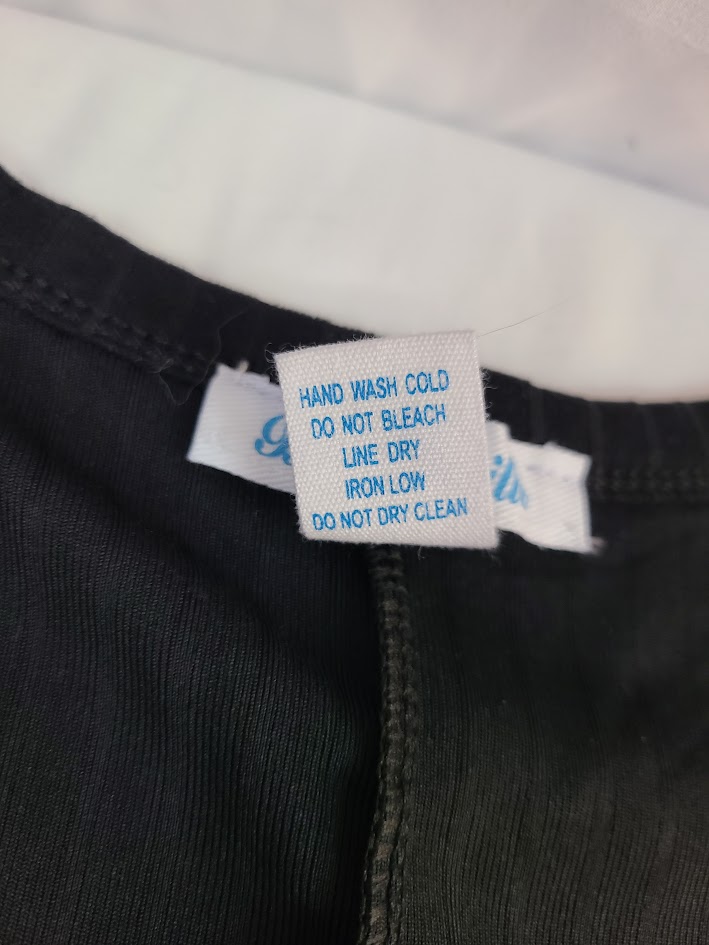 HAND WASH COLD
DO NOT BLEACH
LINE DRY
IRON LOW
DO NOT DRY CLEAN